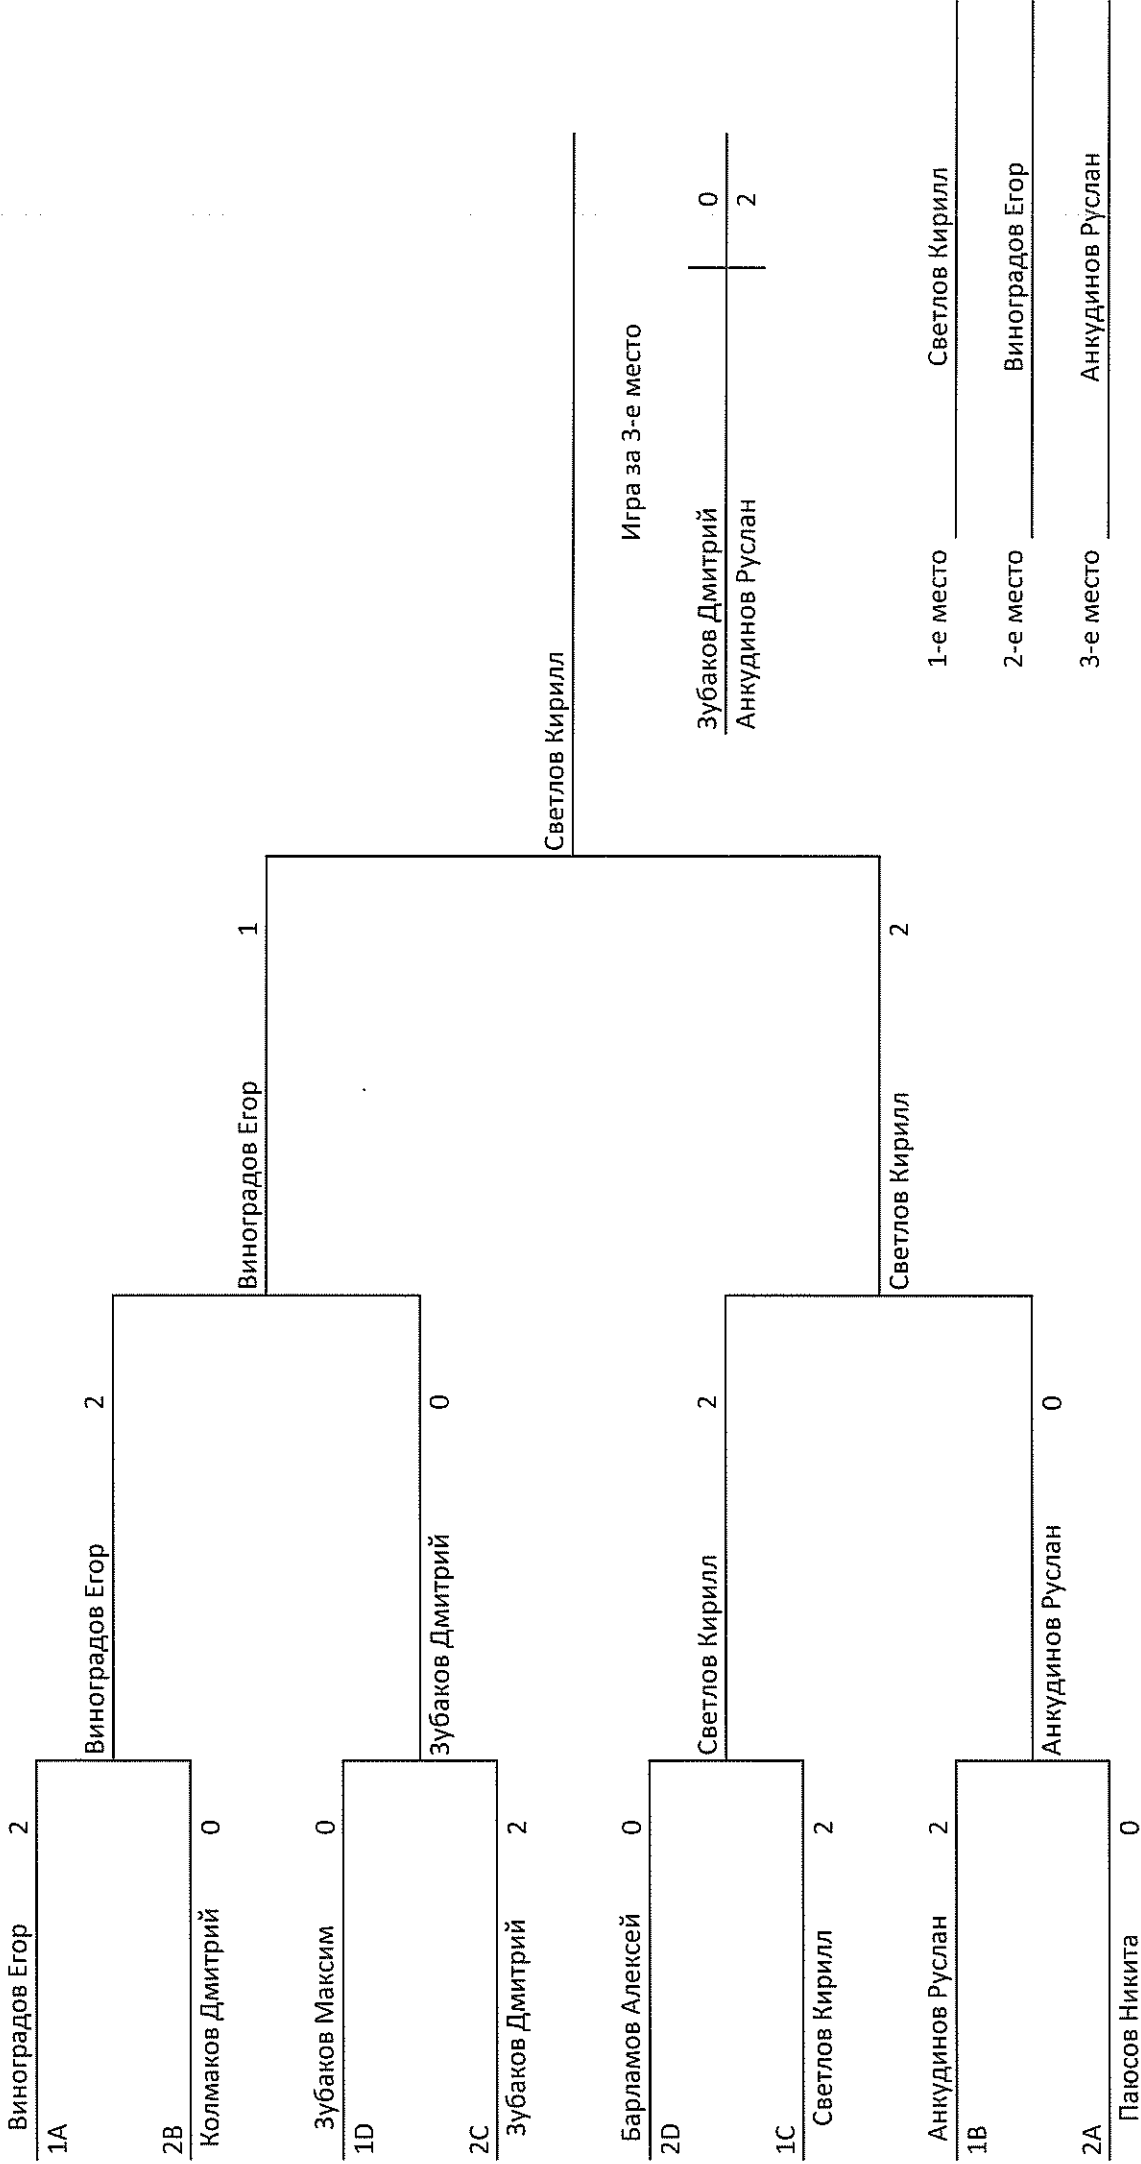 Виноградов Егор 2
1A
2B
Колмаков Дмитрий 0
Виноградов Егор 2
Зубаков Максим 0
1D
2C
Зубаков Дмитрий 2
Зубаков Дмитрий 0
Виноградов Егор 1
Барламов Алексей 0
2D
1C
Светлов Кирилл 2
Светлов Кирилл 2
Анкудинов Руслан 2
1B
2A
Паюсов Никита 0
Анкудинов Руслан 0
Светлов Кирилл 2
Светлов Кирилл
Игра за 3-е место
Зубаков Дмитрий 0
Анкудинов Руслан 2
1-е место Светлов Кирилл
2-е место Виноградов Егор
3-е место Анкудинов Руслан